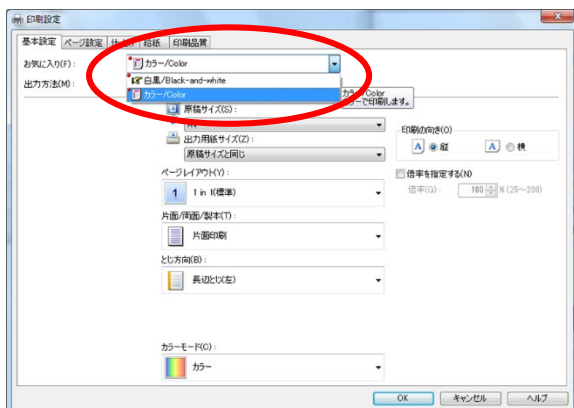 印刷設定
基本設定 ページ設定 仕上げ 給紙 印刷品質
お気に入り(F):
カラー/Color
出力方法(M):
白黒/Black-and-white
カラー/Color
カラー/Color
カラーで印刷します。
原稿サイズ(S):
出力用紙サイズ(Z):
原稿サイズと同じ
印刷の向き(O)
A 縦 A 横
ページレイアウト(Y):
1 1 in 1(標準)
倍率を指定する(N)
倍率(G): 100 % (25~200)
片面/両面/製本(T):
片面印刷
とじ方向(B):
長辺とじ(左)
カラーモード(C):
カラー
OK キャンセル ヘルプ